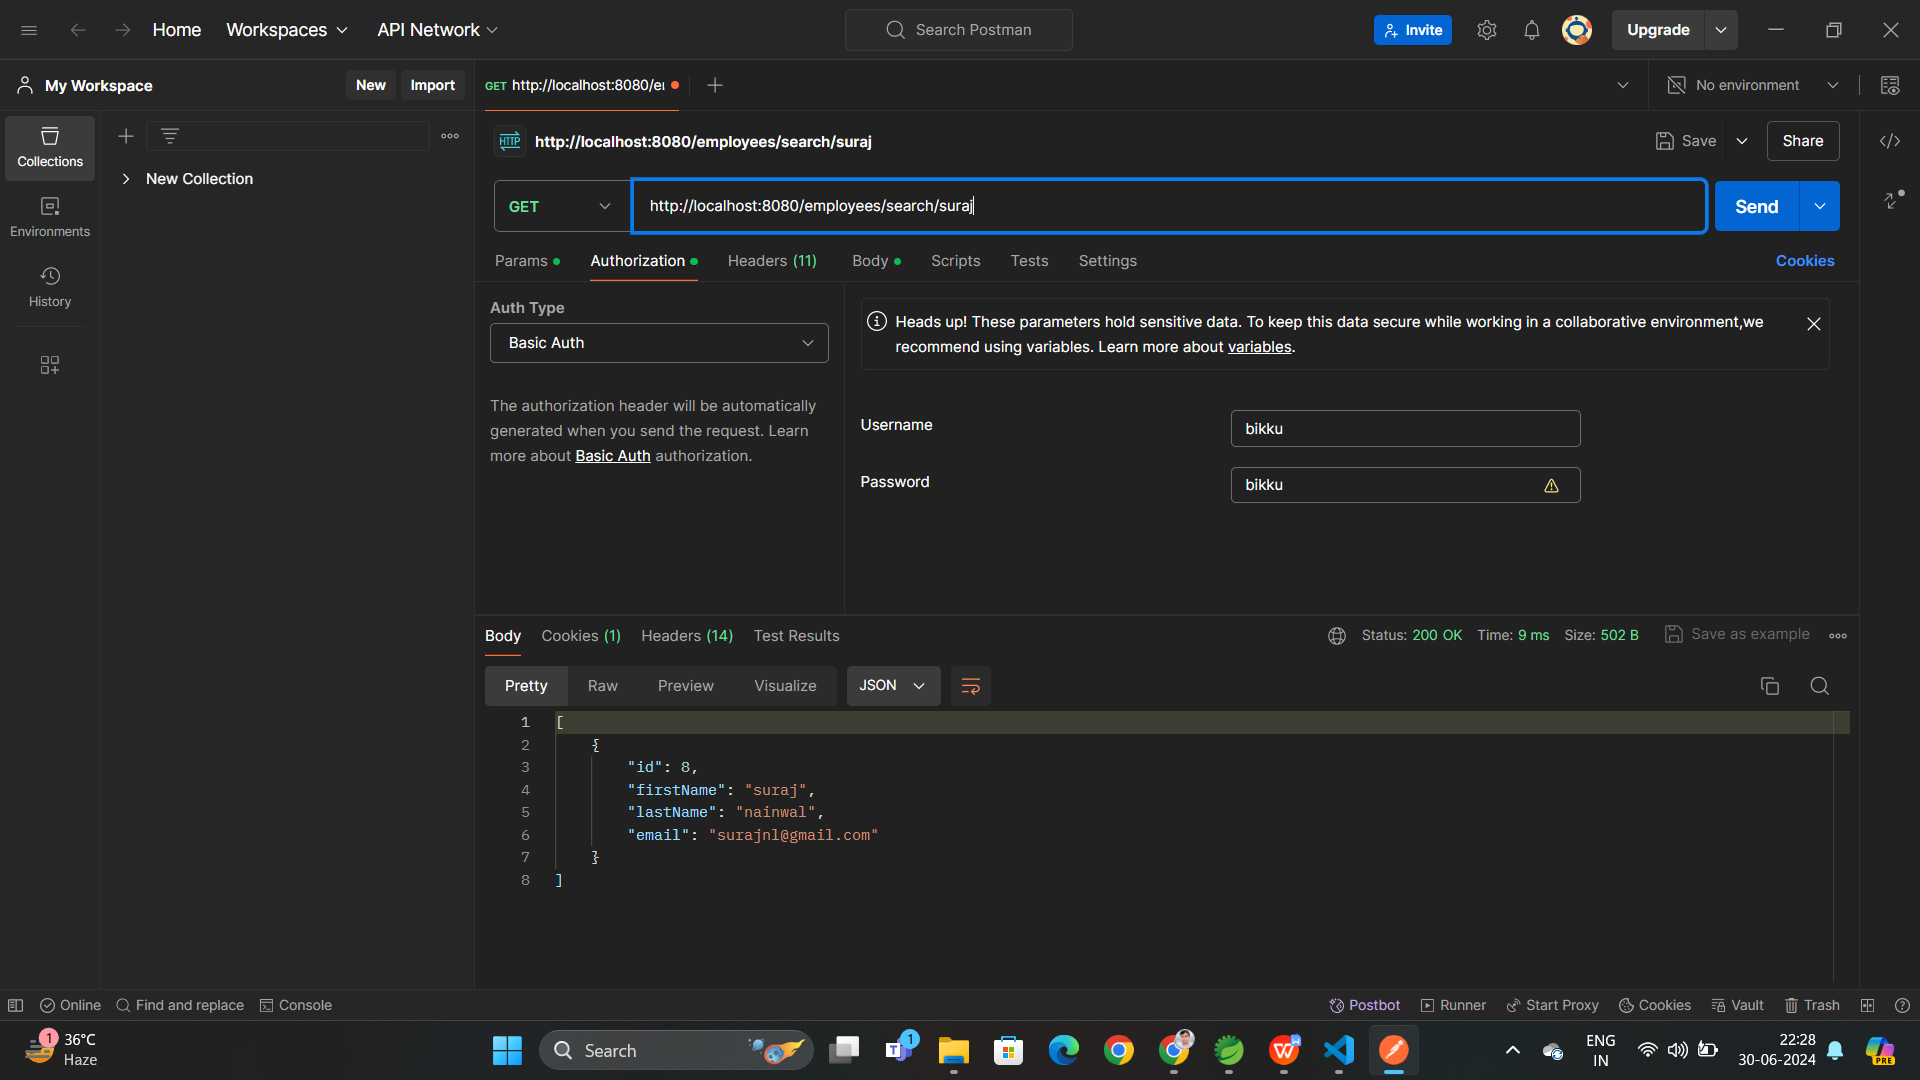 Home Workspaces API Network Search Postman Invite Upgrade
My Workspace New Import GET http://localhost:8080/e No environment
HTTP http://localhost:8080/employees/search/suraj Save Share
Collections
New Collection
GET http://localhost:8080/employees/search/suraj Send
Environments
Params Authorization Headers (11) Body Scripts Tests Settings Cookies
History
Auth Type
Basic Auth
Heads up! These parameters hold sensitive data. To keep this data secure while working in a collaborative environment,we
recommend using variables. Learn more about variables.
The authorization header will be automatically
generated when you send the request. Learn
more about Basic Auth authorization.
Username bikku
Password bikku
Body Cookies (1) Headers (14) Test Results Status: 200 OK Time: 9 ms Size: 502 B Save as example
Pretty Raw Preview Visualize JSON
1 [
2 {
3 "id": 8,
4 "firstName": "suraj",
5 "lastName": "nainwal",
6 "email": "surajnl@gmail.com"
7 }
8 ]
Online Find and replace Console Postbot Runner Start Proxy Cookies Vault Trash
1 36°C
Haze
Search
1
ENG
IN
22:28
30-06-2024
PRE